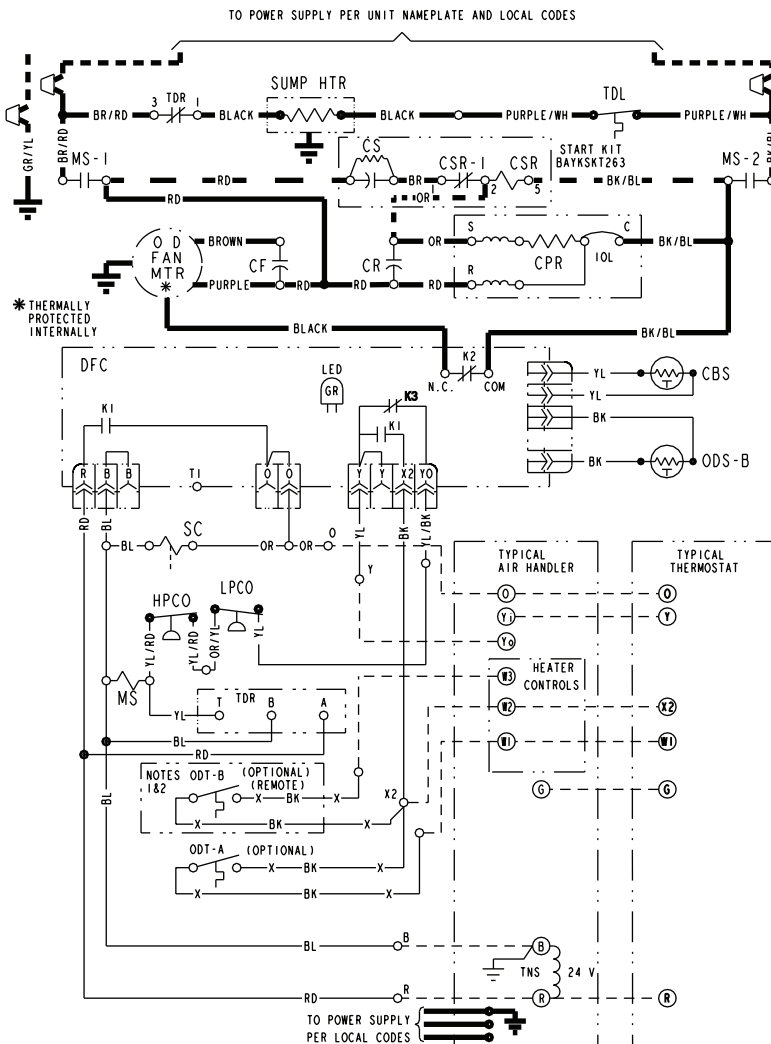 TO POWER SUPPLY PER UNIT NAMEPLATE AND LOCAL CODES
SUMP HTR
TDL
3 TDR 1
BR/RD BLACK BLACK PURPLE/WH PURPLE/WH
GR/YL
BR/RD
START KIT
BAYKSKT263
CS
CSR-1 CSR
MS-1
MS-2
RD BR 1 2 5 BK/BL
OR
RD
O D
FAN
MTR
*
BROWN
PURPLE
CF
RD
RD
CR
OR
RD
S
R
CPR
IOL
C
BK/BL
* THERMALLY
PROTECTED
INTERNALLY
BLACK
BK/BL
DFC
LED
GR
K2
N.C. COM
K3
K1
K1
YL CBS
YL
BK
BK ODS-B
R B B T1 O O Y Y X2 YO
RD
BL
YL
BK
YL/BK
SC
BL OR OR O
Y
TYPICAL
AIR HANDLER
TYPICAL
THERMOSTAT
O O
Yi Y
Yo
HPCO LPCO
YL/RD
YL/RD
OR/YL
YL
W3 HEATER
CONTROLS
W2 X2
W1 W1
G G
MS
YL
T TDR B A
BL
RD
BL
NOTES
1&2
ODT-B (OPTIONAL)
(REMOTE)
X BK X
X BK X
X2
ODT-A (OPTIONAL)
X BK X
X BK X
BL B B
TNS 24 V
RD R R R
TO POWER SUPPLY
PER LOCAL CODES